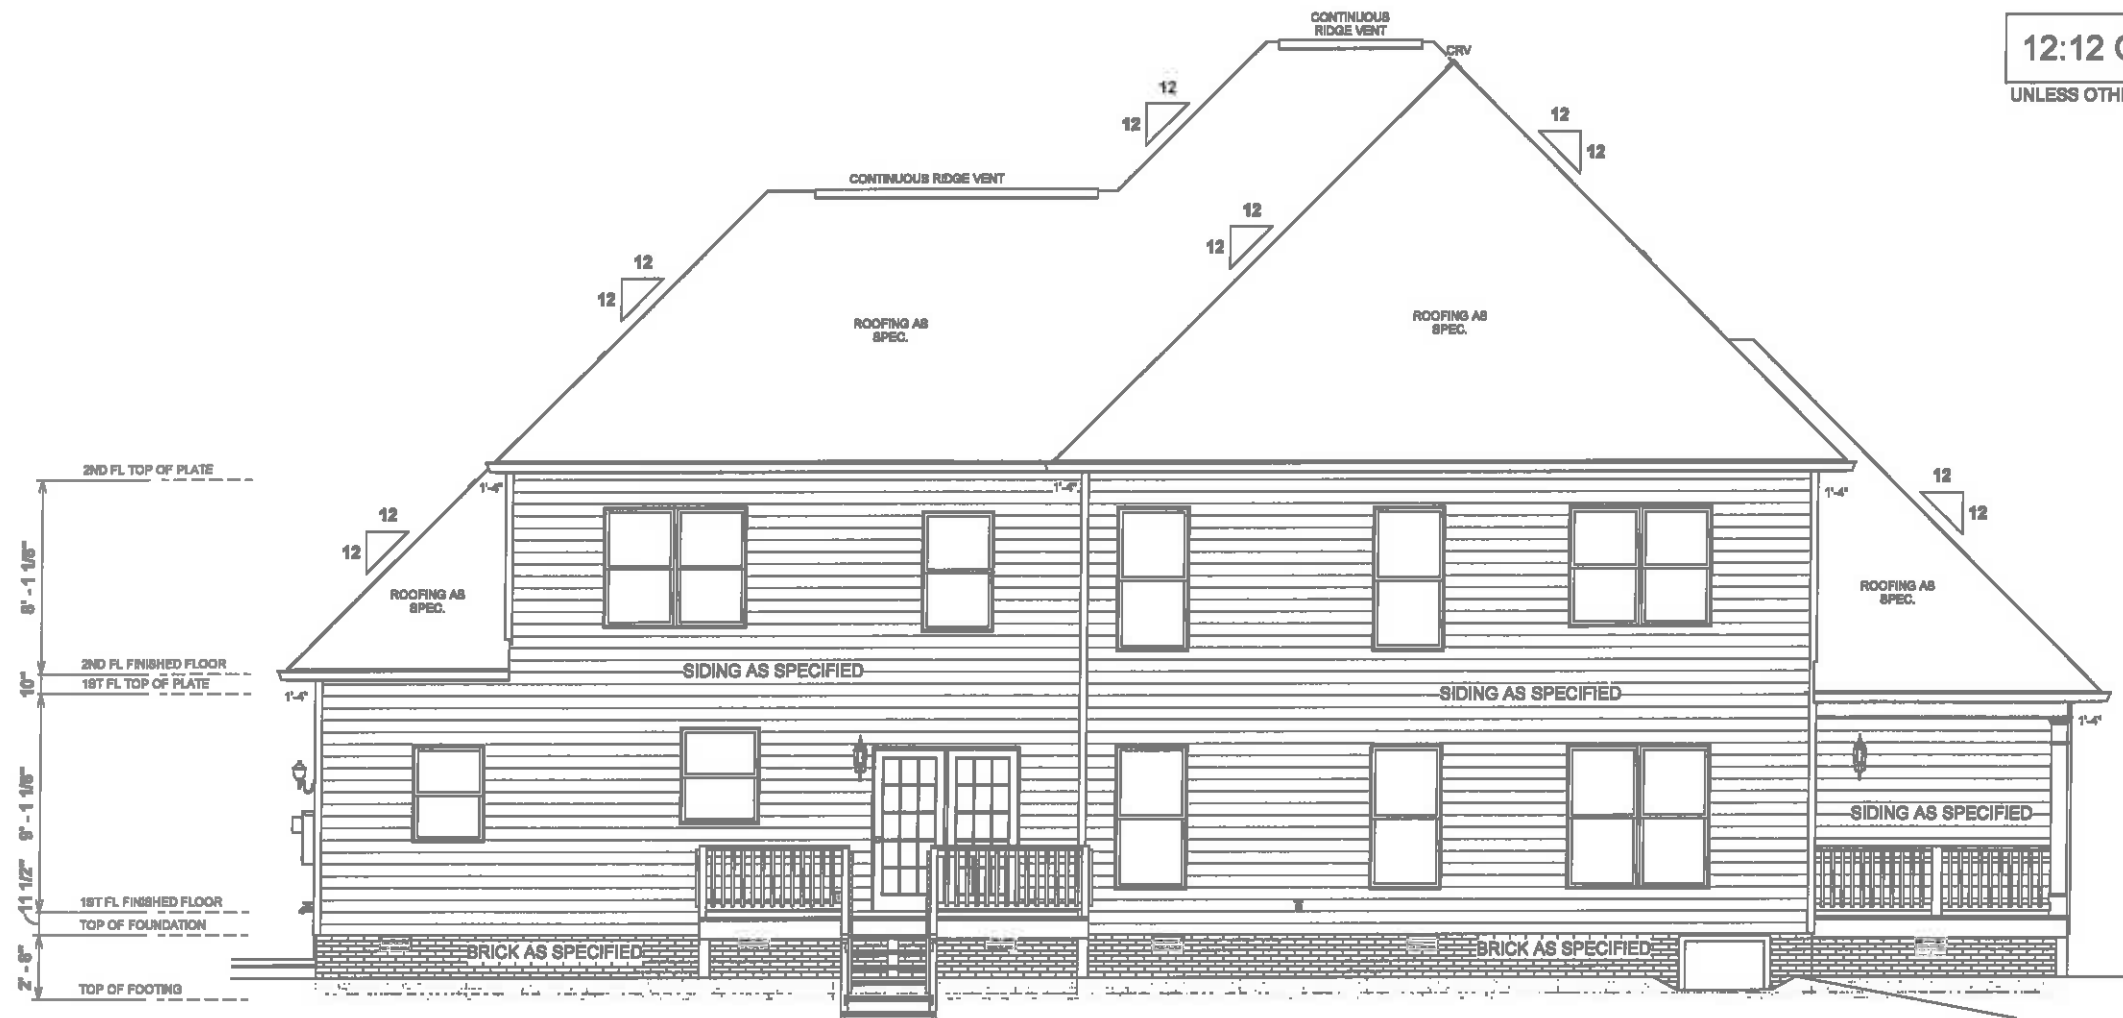 CONTINUOUS
RIDGE VENT
CRV
12:12
UNLESS
12
12
12
12
CONTINUOUS RIDGE VENT
12
12
12
12
ROOFING AS
SPEC.
ROOFING AS
SPEC.
2ND FL TOP OF PLATE
1'-4"
1'-4"
1'-4"
12
12
12
12
8' - 1 1/8"
ROOFING AS
SPEC.
ROOFING AS
SPEC.
2ND FL FINISHED FLOOR
SIDING AS SPECIFIED
10"
1ST FL TOP OF PLATE
1'-4"
SIDING AS SPECIFIED
1'-4"
9' - 1 1/8"
SIDING AS SPECIFIED
11 1/2"
1ST FL FINISHED FLOOR
TOP OF FOUNDATION
BRICK AS SPECIFIED
BRICK AS SPECIFIED
2' - 8"
TOP OF FOOTING